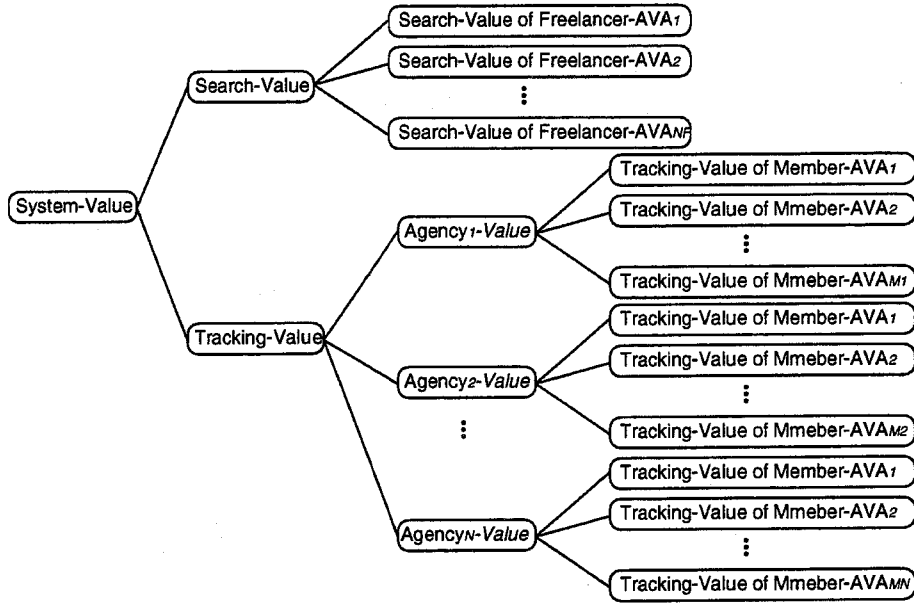 Search-Value of Freelancer-AVA1
Search-Value of Freelancer-AVA2
Search-Value
Search-Value of Freelancer-AVANF
System-Value
Tracking-Value of Member-AVA1
Tracking-Value of Mmeber-AVA2
Agency1-Value
Tracking-Value of Mmeber-AVAM1
Tracking-Value
Tracking-Value of Member-AVA1
Tracking-Value of Mmeber-AVA2
Agency2-Value
Tracking-Value of Mmeber-AVAM2
Tracking-Value of Member-AVA1
Tracking-Value of Mmeber-AVA2
AgencyN-Value
Tracking-Value of Mmeber-AVAMN